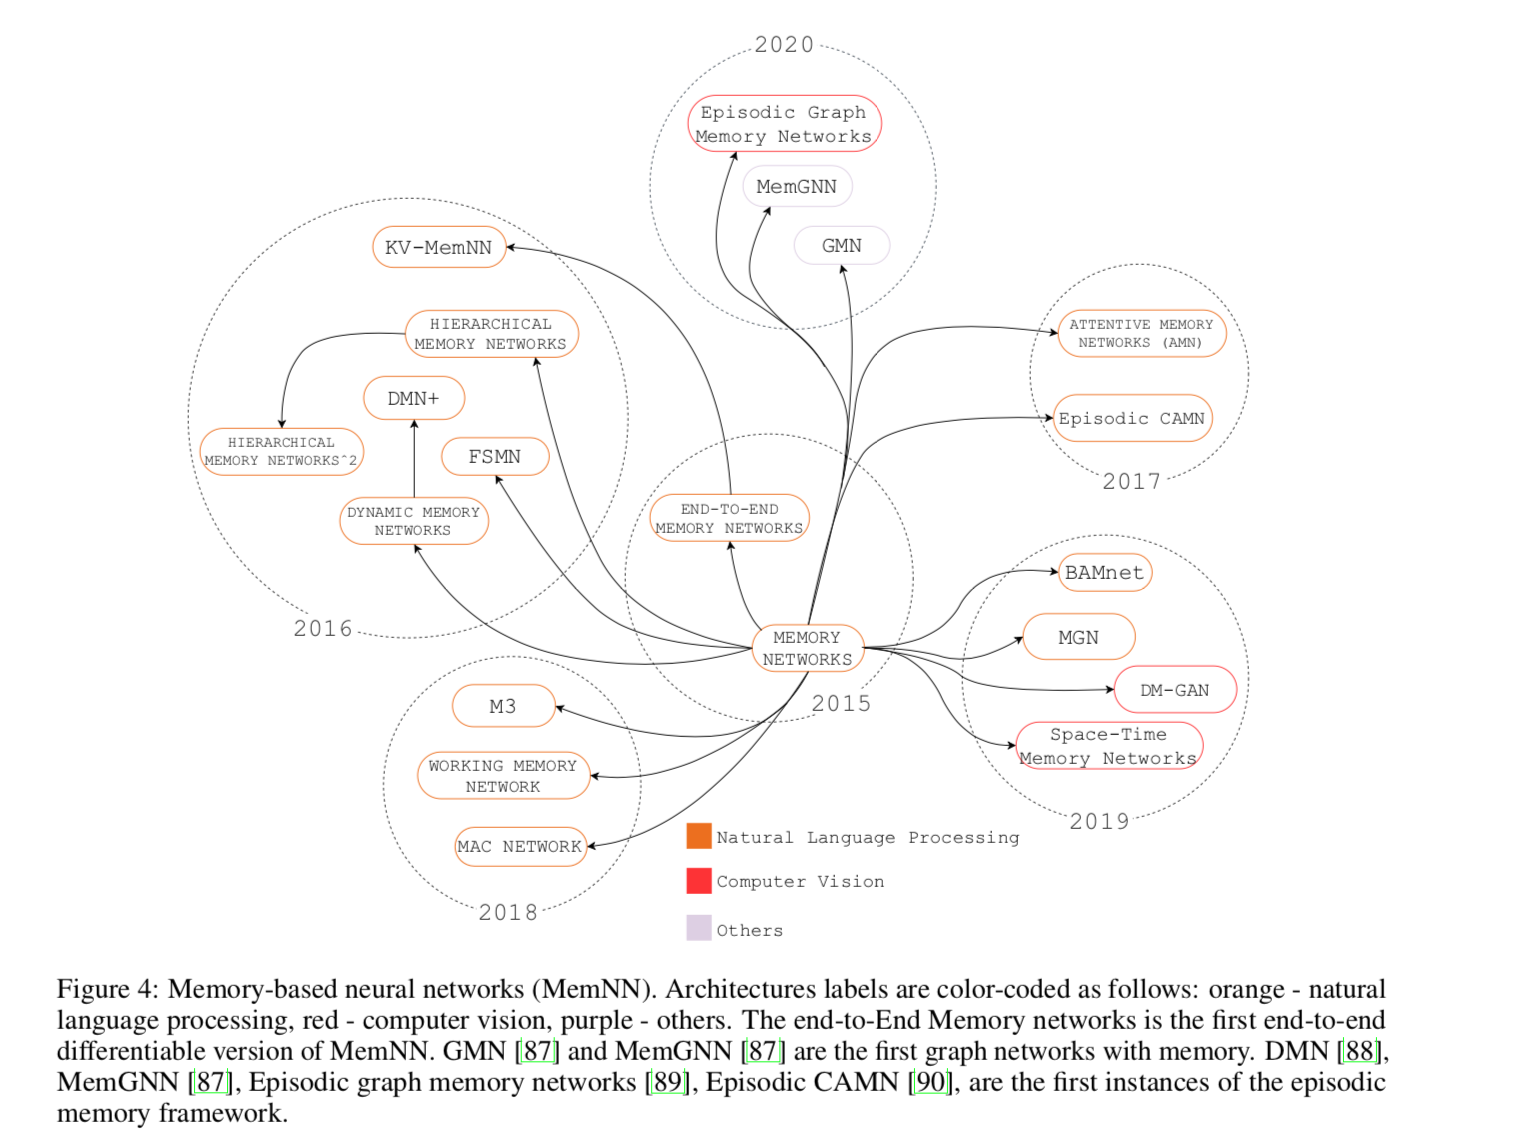 2020
Episodic Graph
Memory Networks
MemGNN
GMN
KV-MemNN
HIERARCHICAL
MEMORY NETWORKS
DMN+
HIERARCHICAL
MEMORY NETWORKS^2
FSMN
DYNAMIC MEMORY
NETWORKS
2016
ATTENTIVE MEMORY
NETWORKS (AMN)
Episodic CAMN
2017
END-TO-END
MEMORY NETWORKS
MEMORY
NETWORKS
2015
BAMnet
MGN
DM-GAN
Space-Time
Memory Networks
2019
M3
WORKING MEMORY
NETWORK
MAC NETWORK
2018
Natural Language Processing
Computer Vision
Others
Figure 4: Memory-based neural networks (MemNN). Architectures labels are color-coded as follows: orange - natural
language processing, red - computer vision, purple - others. The end-to-End Memory networks is the first end-to-end
differentiable version of MemNN. GMN [87] and MemGNN [87] are the first graph networks with memory. DMN [88],
MemGNN [87], Episodic graph memory networks [89], Episodic CAMN [90], are the first instances of the episodic
memory framework.